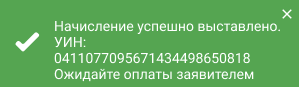 Начисление успешно выставлено.
УИН:
0411077095671434498650818
Ожидайте оплаты заявителем